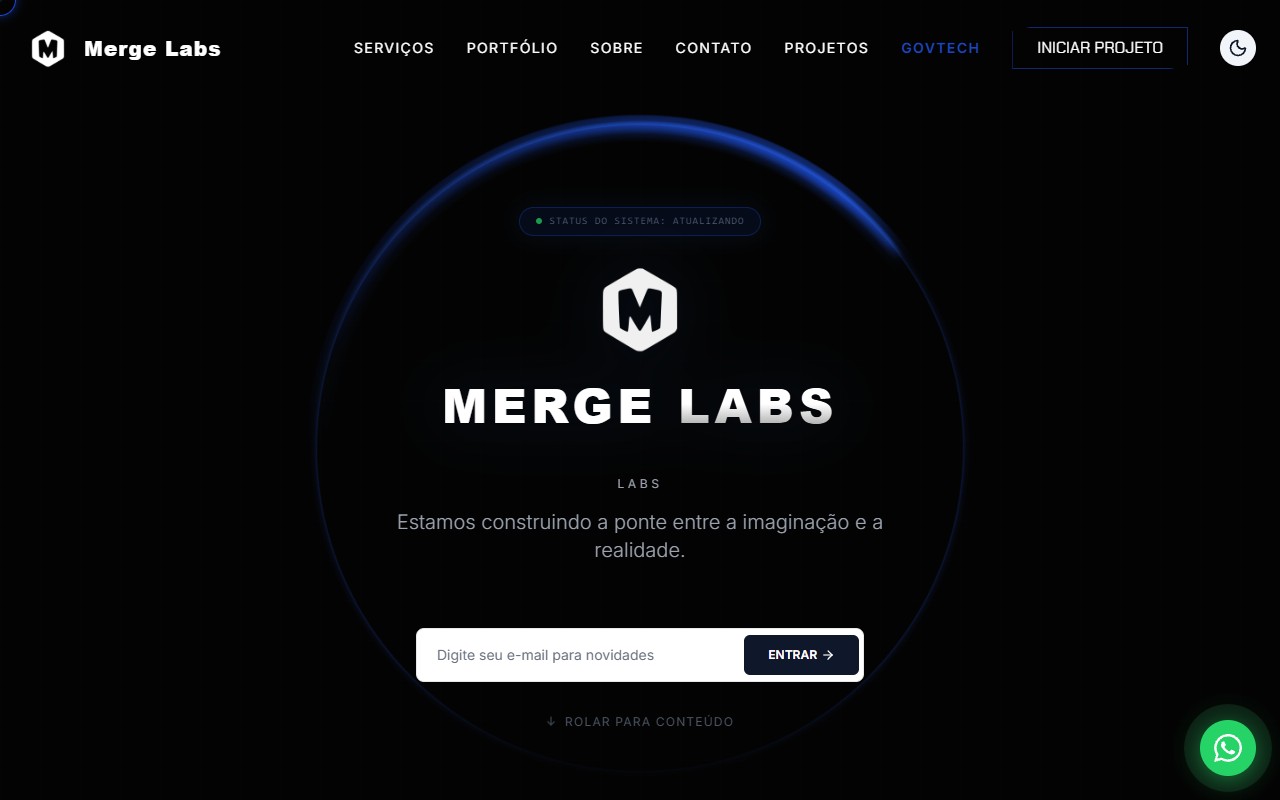 Merge Labs
SERVIÇOS
PORTFÓLIO
SOBRE
CONTATO
PROJETOS
GOVTECH
INICIAR PROJETO
STATUS DO SISTEMA: ATUALIZANDO
M
MERGE LABS
LABS
Estamos construindo a ponte entre a imaginação e a
realidade.
Digite seu e-mail para novidades
ENTRAR →
↓ ROLAR PARA CONTEÚDO